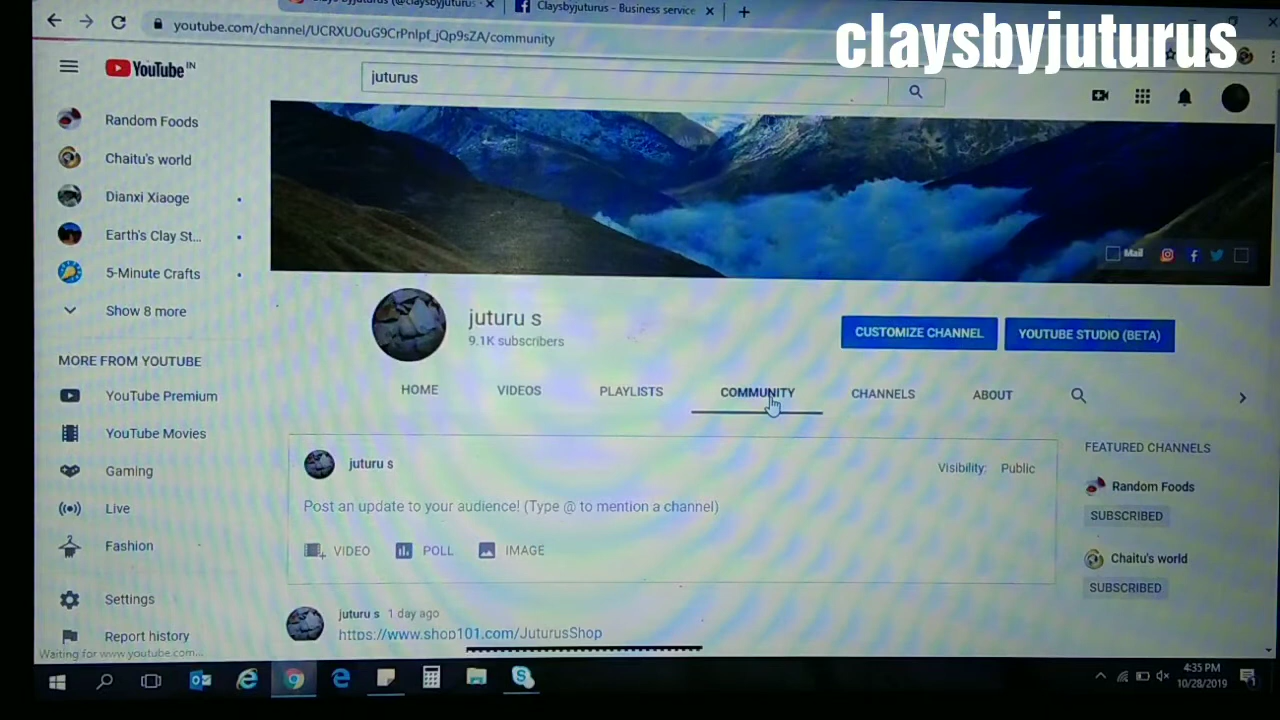 claysbyjuturus
Claysbyjuturus - Business service
youtube.com/channel/UCRXUOuG9CrPnlpf_jQp9sZA/community
YouTube IN
juturus
Random Foods
Chaitu's world
Dianxi Xiaoge
Earth's Clay St...
5-Minute Crafts
Show 8 more
MORE FROM YOUTUBE
YouTube Premium
YouTube Movies
Gaming
Live
Fashion
Settings
Report history
Waiting for www.youtube.com...
Mail
juturu s
9.1K subscribers
CUSTOMIZE CHANNEL
YOUTUBE STUDIO (BETA)
HOME VIDEOS PLAYLISTS COMMUNITY CHANNELS ABOUT
juturu s
Visibility: Public
Post an update to your audience! (Type @ to mention a channel)
VIDEO POLL IMAGE
juturu s 1 day ago
https://www.shop101.com/JuturusShop
FEATURED CHANNELS
Random Foods
SUBSCRIBED
Chaitu's world
SUBSCRIBED
4:35 PM
10/28/2019